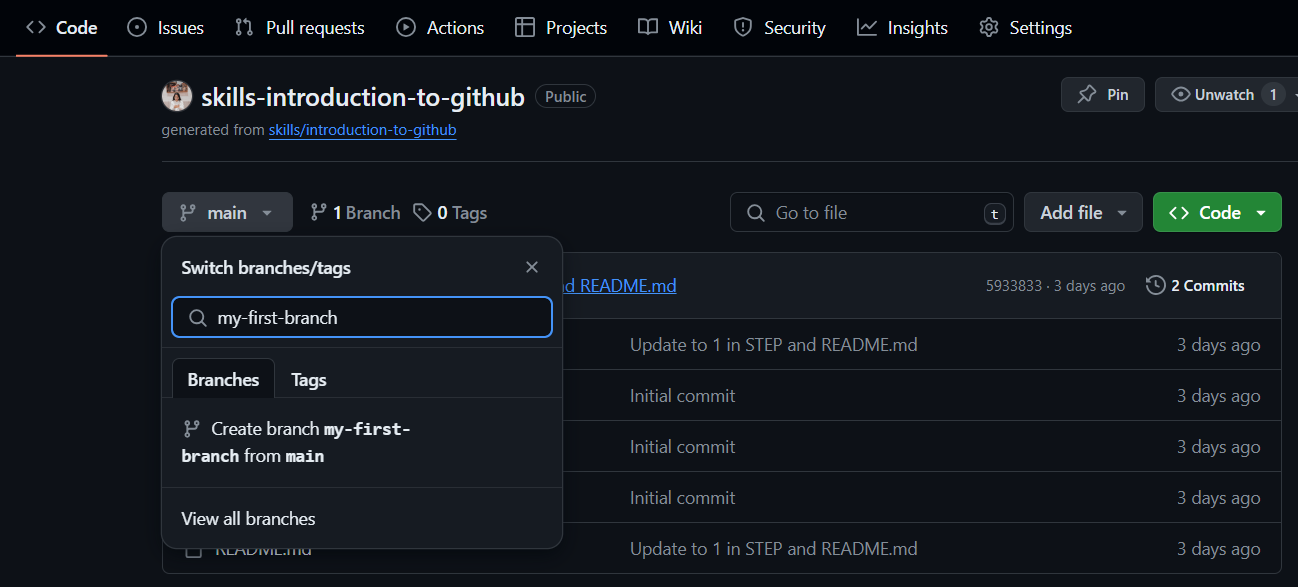 Code Issues Pull requests Actions Projects Wiki Security Insights Settings
skills-introduction-to-github Public Pin Unwatch 1
generated from skills/introduction-to-github
main 1 Branch 0 Tags Go to file t Add file Code
Switch branches/tags
d README.md 5933833 · 3 days ago 2 Commits
my-first-branch
Update to 1 in STEP and README.md 3 days ago
Branches Tags
Initial commit 3 days ago
Create branch my-first-
branch from main
Initial commit 3 days ago
Initial commit 3 days ago
View all branches
README.md Update to 1 in STEP and README.md 3 days ago